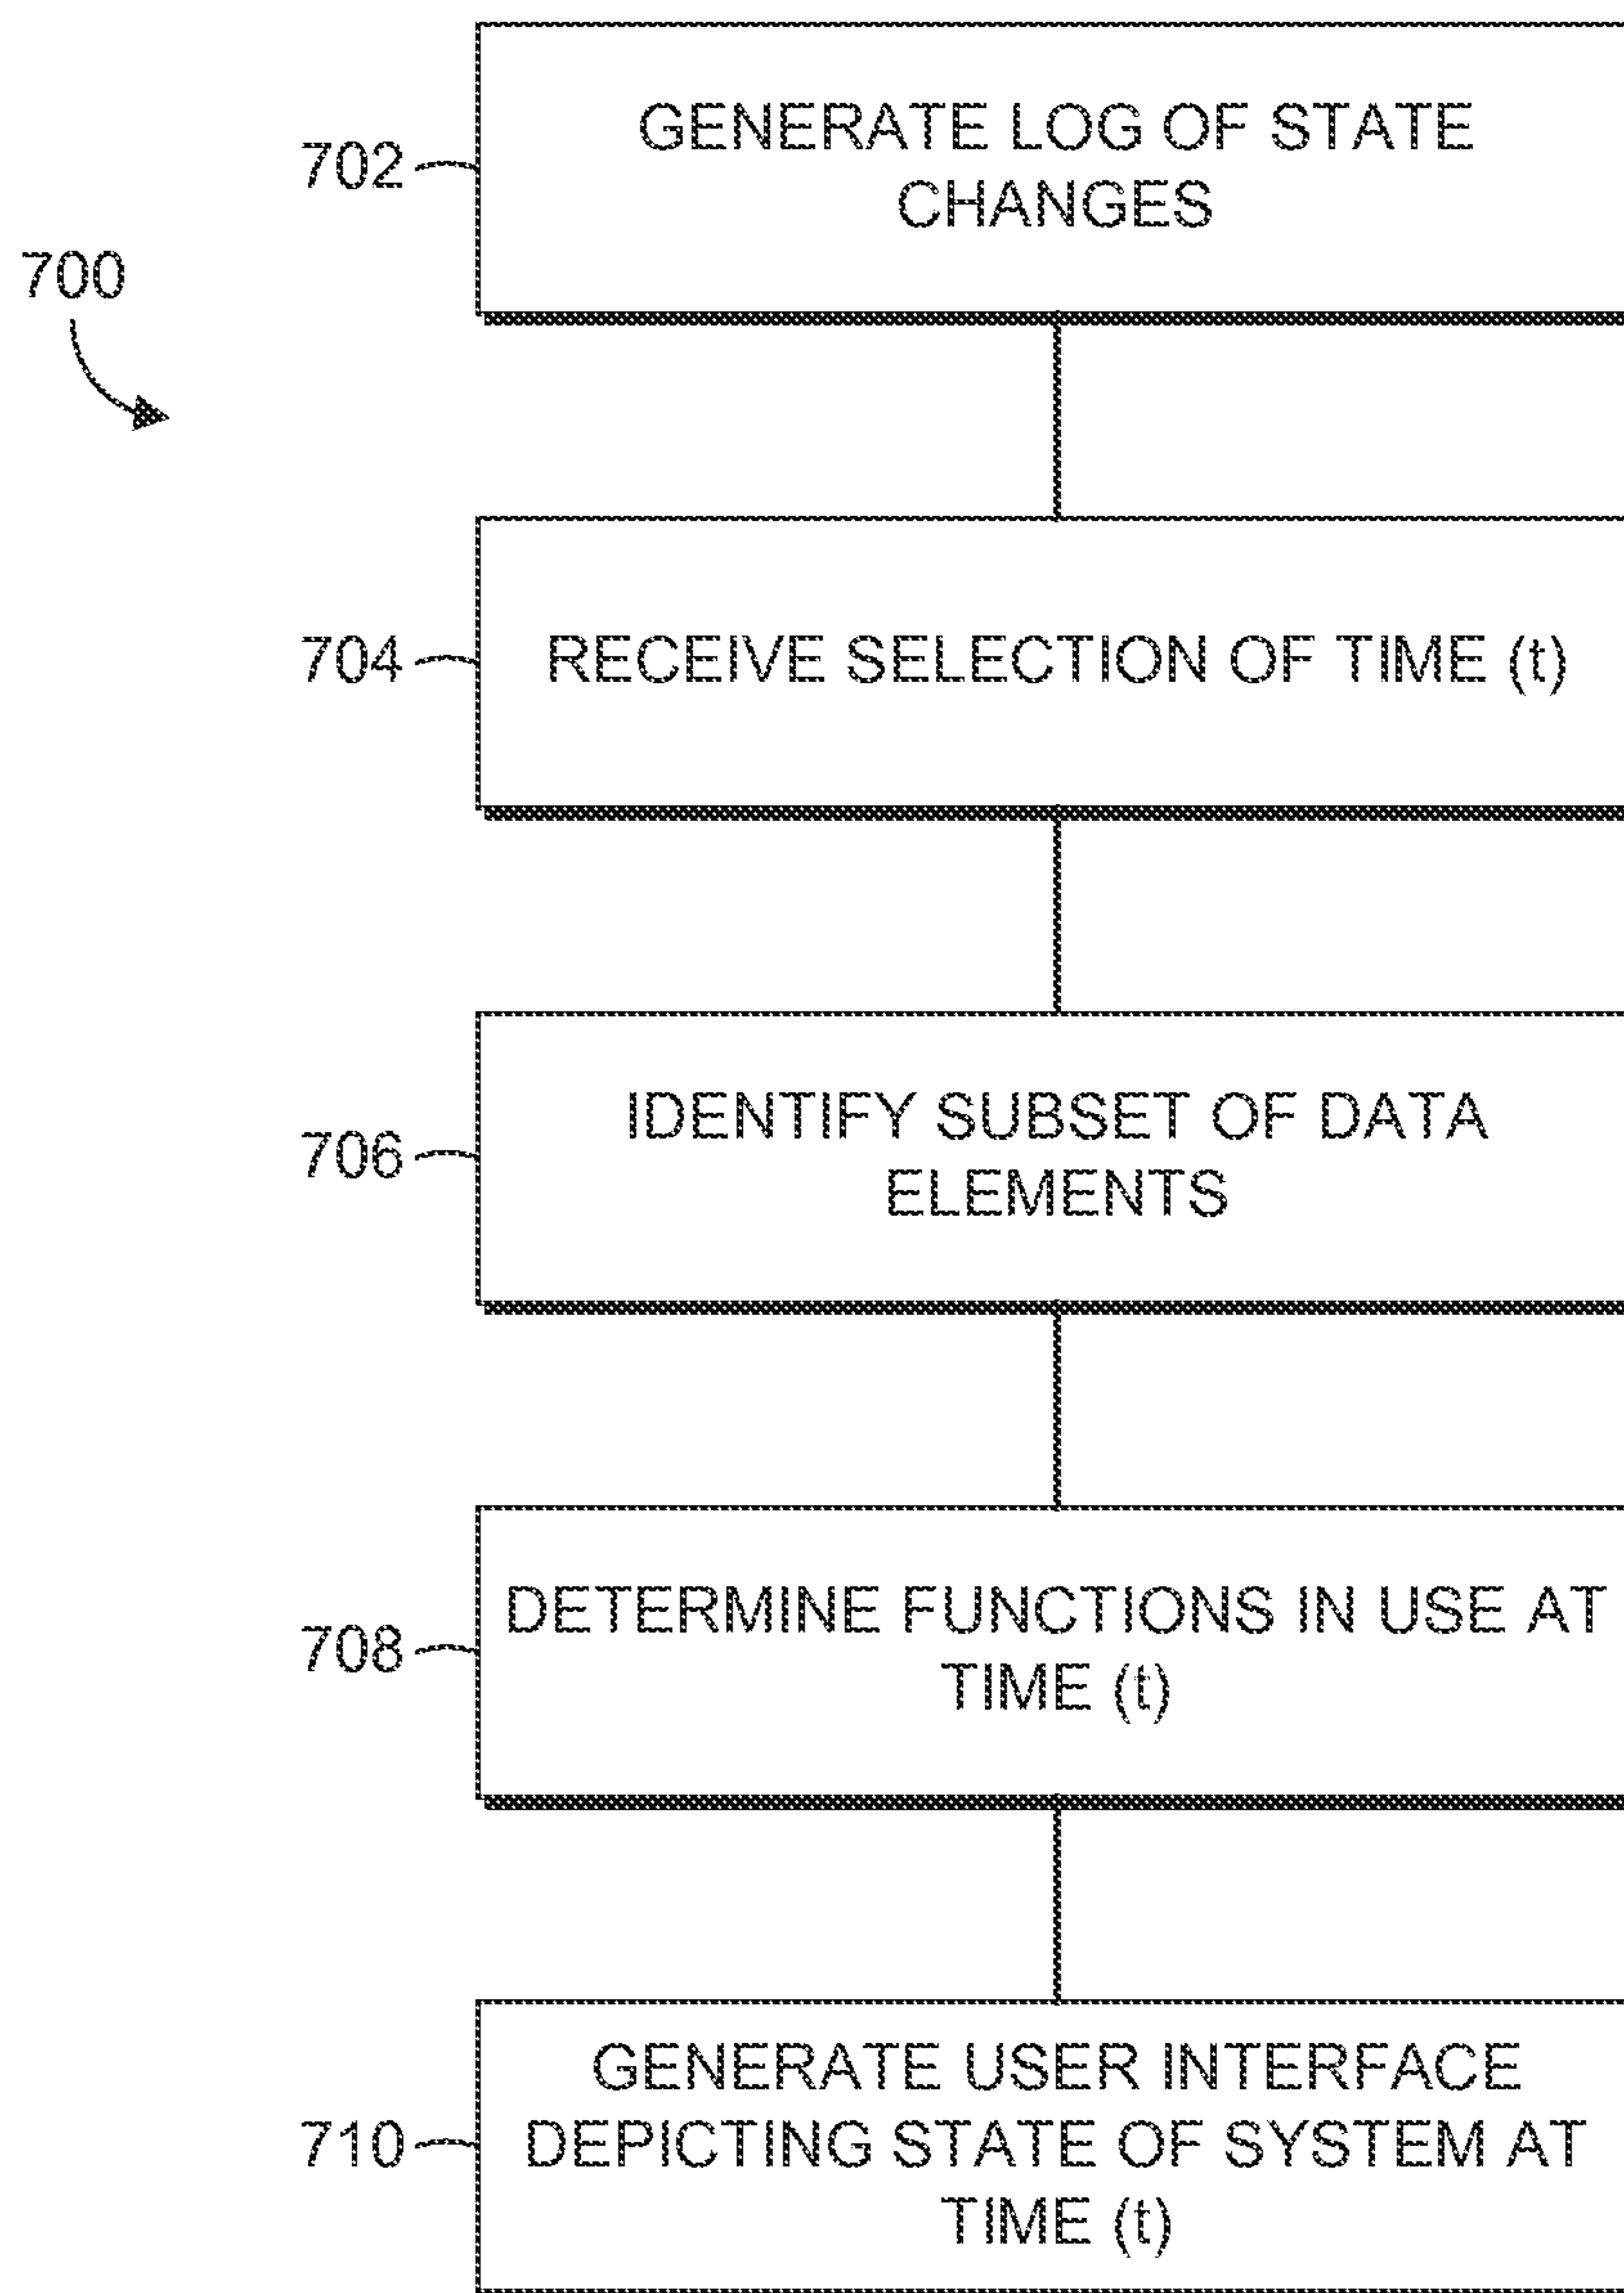 702
GENERATE LOG OF STATE
CHANGES
700
704
RECEIVE SELECTION OF TIME (t)
706
IDENTIFY SUBSET OF DATA
ELEMENTS
708
DETERMINE FUNCTIONS IN USE AT
TIME (t)
710
GENERATE USER INTERFACE
DEPICTING STATE OF SYSTEM AT
TIME (t)